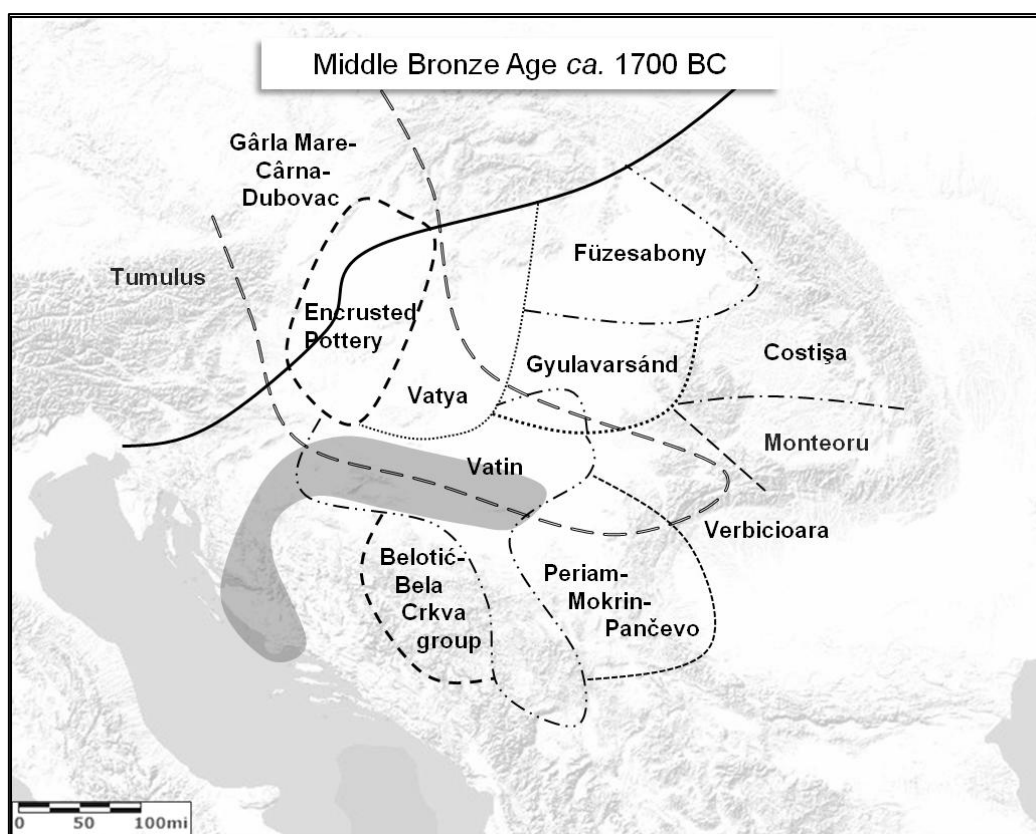 Middle Bronze Age ca. 1700 BC
Gârla Mare-
Cârna-
Dubovac
Tumulus
Füzesabony
Encrusted
Pottery
Gyulavarsánd
Costişa
Vatya
Monteoru
Vatin
Verbicioara
Belotić-
Bela
Crkva
group
Periam-
Mokrin-
Pančevo
0 50 100mi